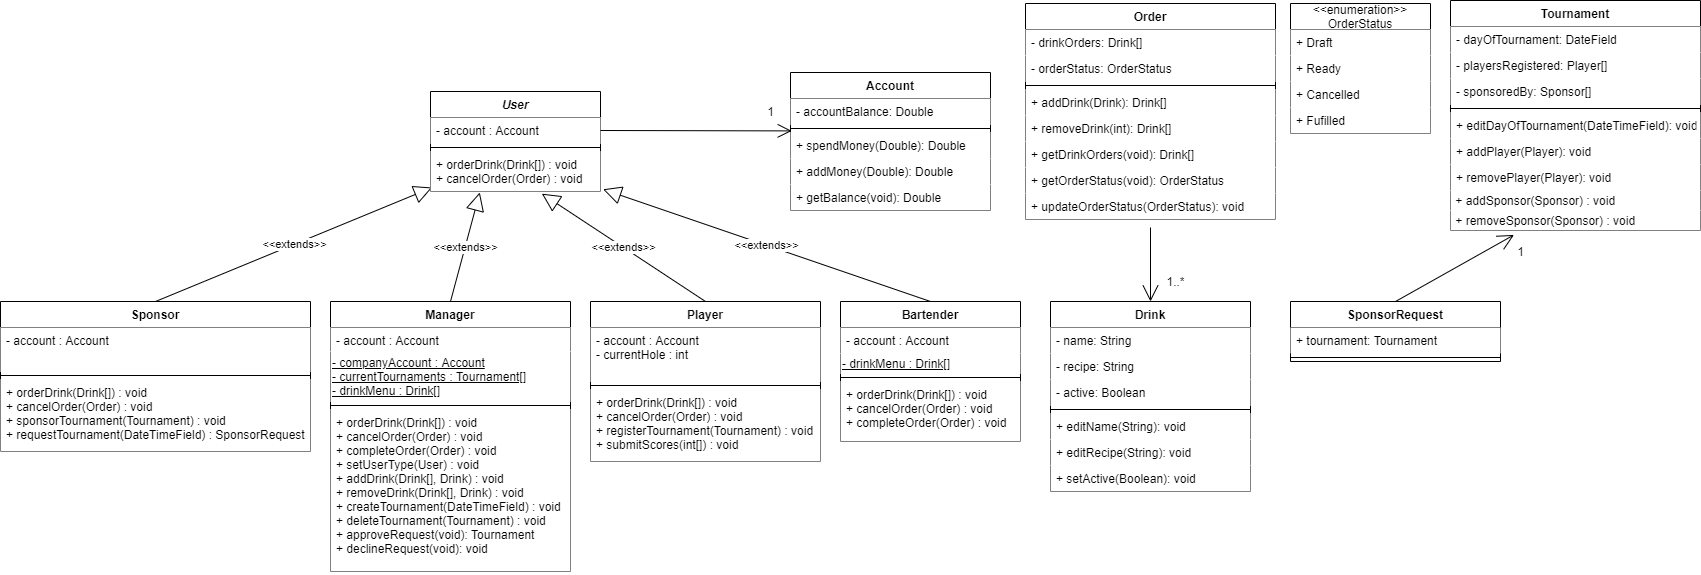 User
- account : Account
+ orderDrink(Drink[]) : void
+ cancelOrder(Order) : void
1
Account
- accountBalance: Double
+ spendMoney(Double): Double
+ addMoney(Double): Double
+ getBalance(void): Double
Order
- drinkOrders: Drink[]
- orderStatus: OrderStatus
+ addDrink(Drink): Drink[]
+ removeDrink(int): Drink[]
+ getDrinkOrders(void): Drink[]
+ getOrderStatus(void): OrderStatus
+ updateOrderStatus(OrderStatus): void
<<enumeration>>
OrderStatus
+ Draft
+ Ready
+ Cancelled
+ Fufilled
Tournament
- dayOfTournament: DateField
- playersRegistered: Player[]
- sponsoredBy: Sponsor[]
+ editDayOfTournament(DateTimeField): void
+ addPlayer(Player): void
+ removePlayer(Player): void
+ addSponsor(Sponsor) : void
+ removeSponsor(Sponsor) : void
<<extends>>
<<extends>>
<<extends>>
<<extends>>
1..*
1
Sponsor
- account : Account
+ orderDrink(Drink[]) : void
+ cancelOrder(Order) : void
+ sponsorTournament(Tournament) : void
+ requestTournament(DateTimeField) : SponsorRequest
Manager
- account : Account
- companyAccount : Account
- currentTournaments : Tournament[]
- drinkMenu : Drink[]
+ orderDrink(Drink[]) : void
+ cancelOrder(Order) : void
+ completeOrder(Order) : void
+ setUserType(User) : void
+ addDrink(Drink[], Drink) : void
+ removeDrink(Drink[], Drink) : void
+ createTournament(DateTimeField) : void
+ deleteTournament(Tournament) : void
+ approveRequest(void): Tournament
+ declineRequest(void): void
Player
- account : Account
- currentHole : int
+ orderDrink(Drink[]) : void
+ cancelOrder(Order) : void
+ registerTournament(Tournament) : void
+ submitScores(int[]) : void
Bartender
- account : Account
- drinkMenu : Drink[]
+ orderDrink(Drink[]) : void
+ cancelOrder(Order) : void
+ completeOrder(Order) : void
Drink
- name: String
- recipe: String
- active: Boolean
+ editName(String): void
+ editRecipe(String): void
+ setActive(Boolean): void
SponsorRequest
+ tournament: Tournament